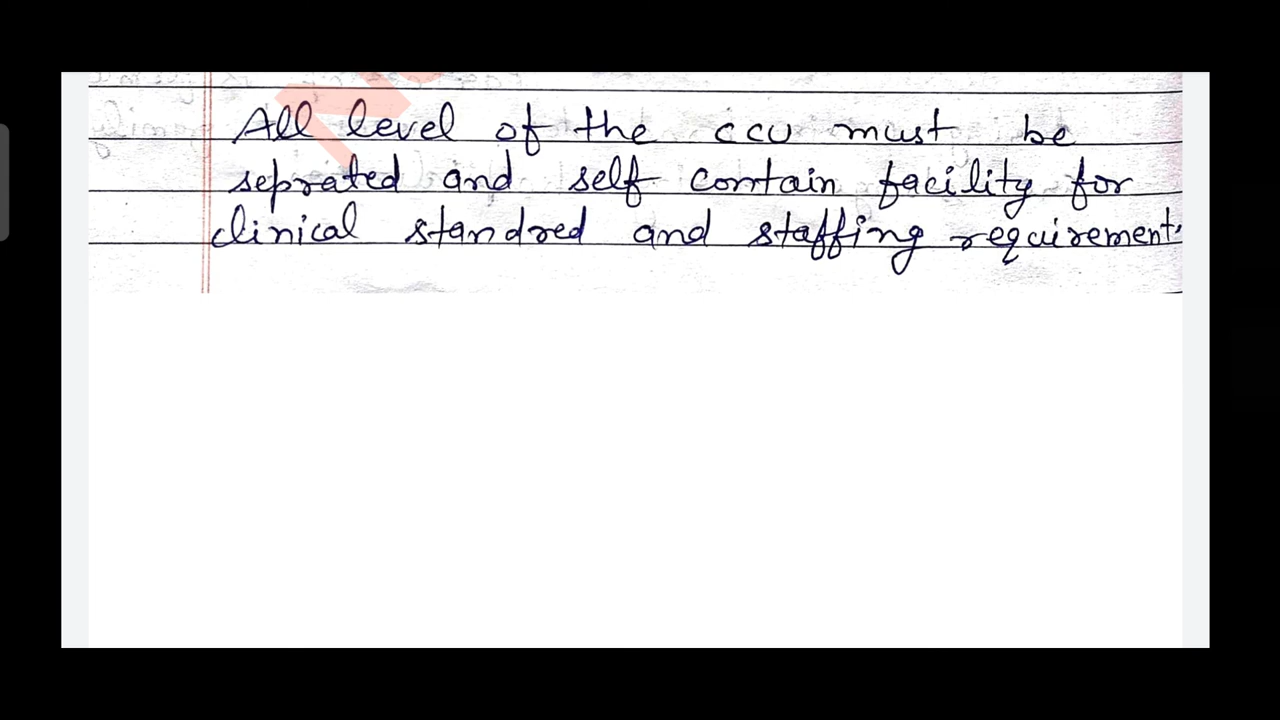 All level of the ccu must be
seprated and self contain facility for
clinical standred and staffing requirement.